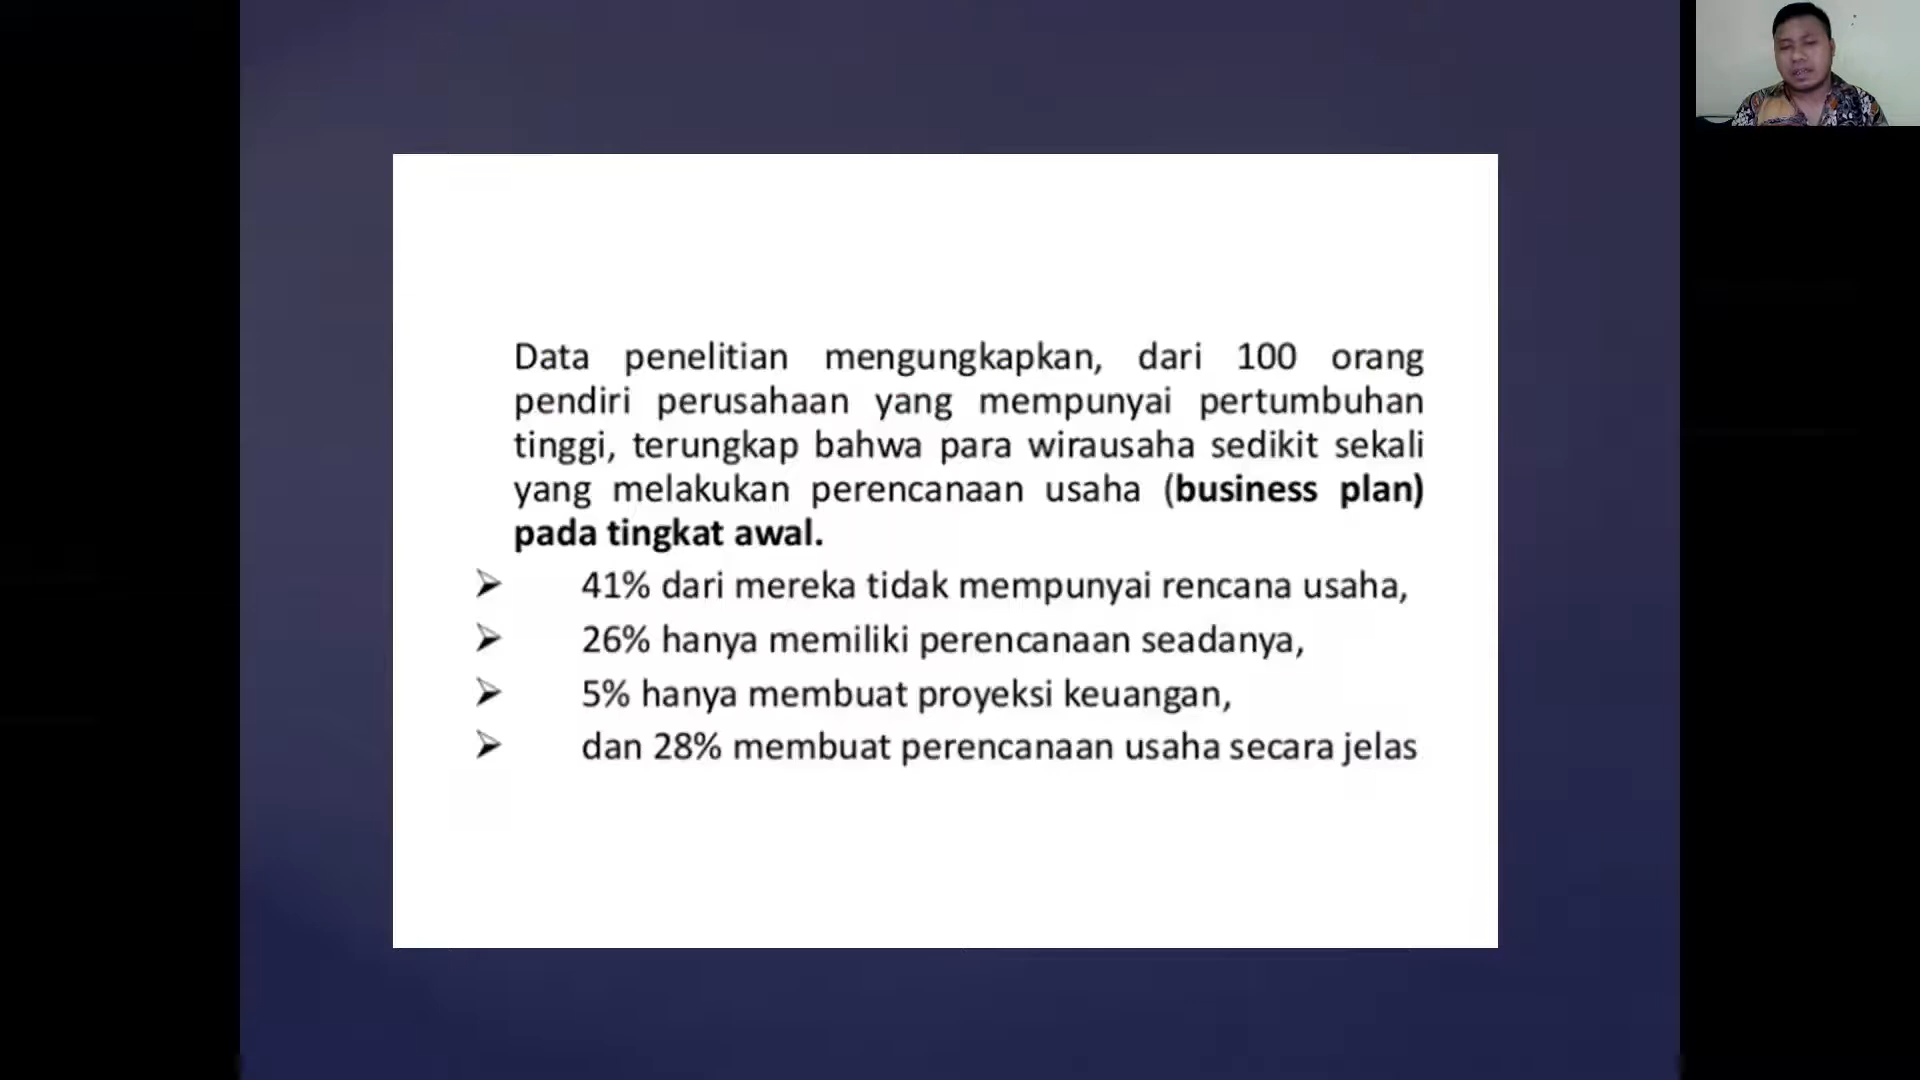 Data penelitian mengungkapkan, dari 100 orang
pendiri perusahaan yang mempunyai pertumbuhan
tinggi, terungkap bahwa para wirausaha sedikit sekali
yang melakukan perencanaan usaha (business plan)
pada tingkat awal.
➢ 41% dari mereka tidak mempunyai rencana usaha,
➢ 26% hanya memiliki perencanaan seadanya,
➢ 5% hanya membuat proyeksi keuangan,
➢ dan 28% membuat perencanaan usaha secara jelas